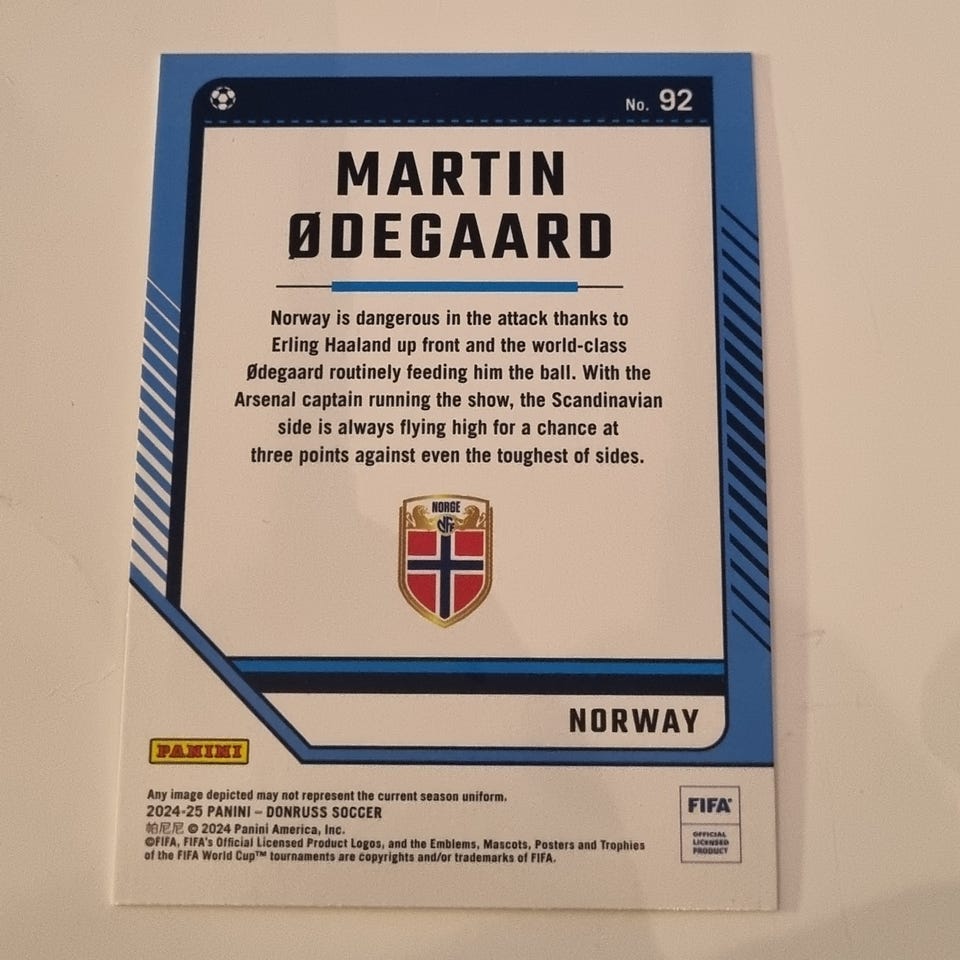 No. 92
MARTIN
ØDEGAARD
Norway is dangerous in the attack thanks to
Erling Haaland up front and the world-class
Ødegaard routinely feeding him the ball. With the
Arsenal captain running the show, the Scandinavian
side is always flying high for a chance at
three points against even the toughest of sides.
NORGE
NFF
NORWAY
PANINI
Any image depicted may not represent the current season uniform.
2024-25 PANINI – DONRUSS SOCCER
帕尼尼 © 2024 Panini America, Inc.
©FIFA, FIFA's Official Licensed Product Logos, and the Emblems, Mascots, Posters and Trophies
of the FIFA World Cup™ tournaments are copyrights and/or trademarks of FIFA.
FIFA®
OFFICIAL
LICENSED
PRODUCT